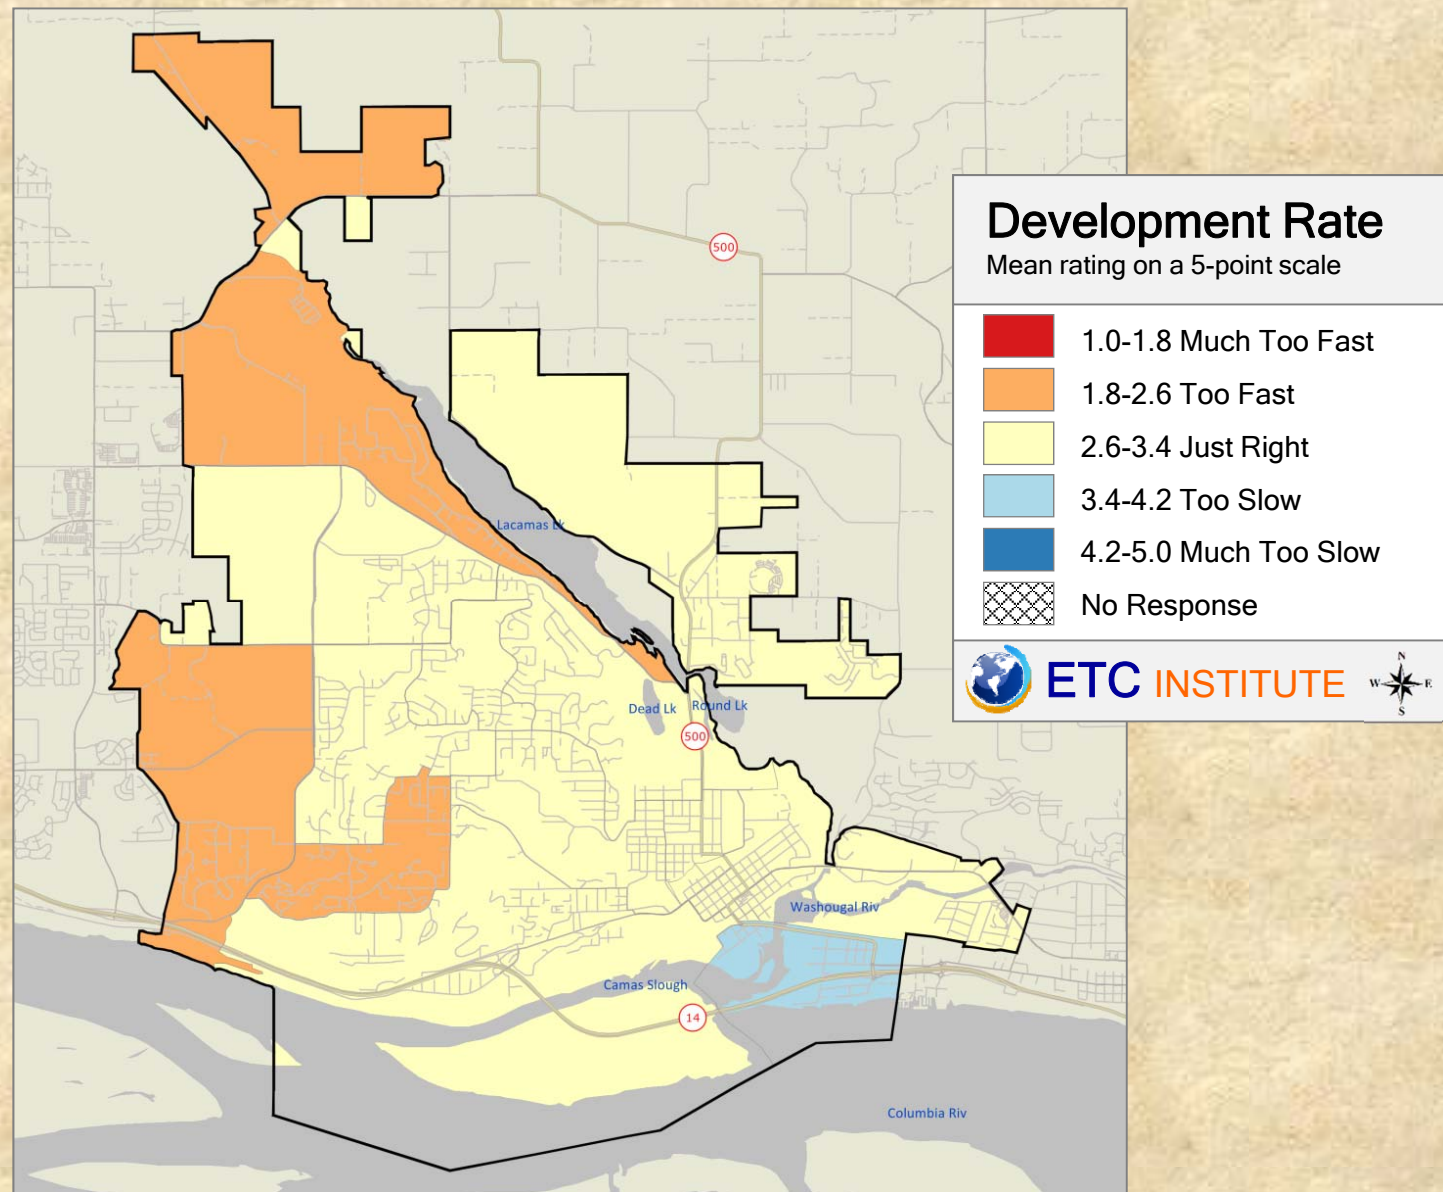 500
Development Rate
Mean rating on a 5-point scale
1.0-1.8 Much Too Fast
1.8-2.6 Too Fast
2.6-3.4 Just Right
3.4-4.2 Too Slow
4.2-5.0 Much Too Slow
No Response
ETC INSTITUTE
N
W E
S
Lacamas Lk
Dead Lk
Round Lk
500
Washougal Riv
Camas Slough
14
Columbia Riv